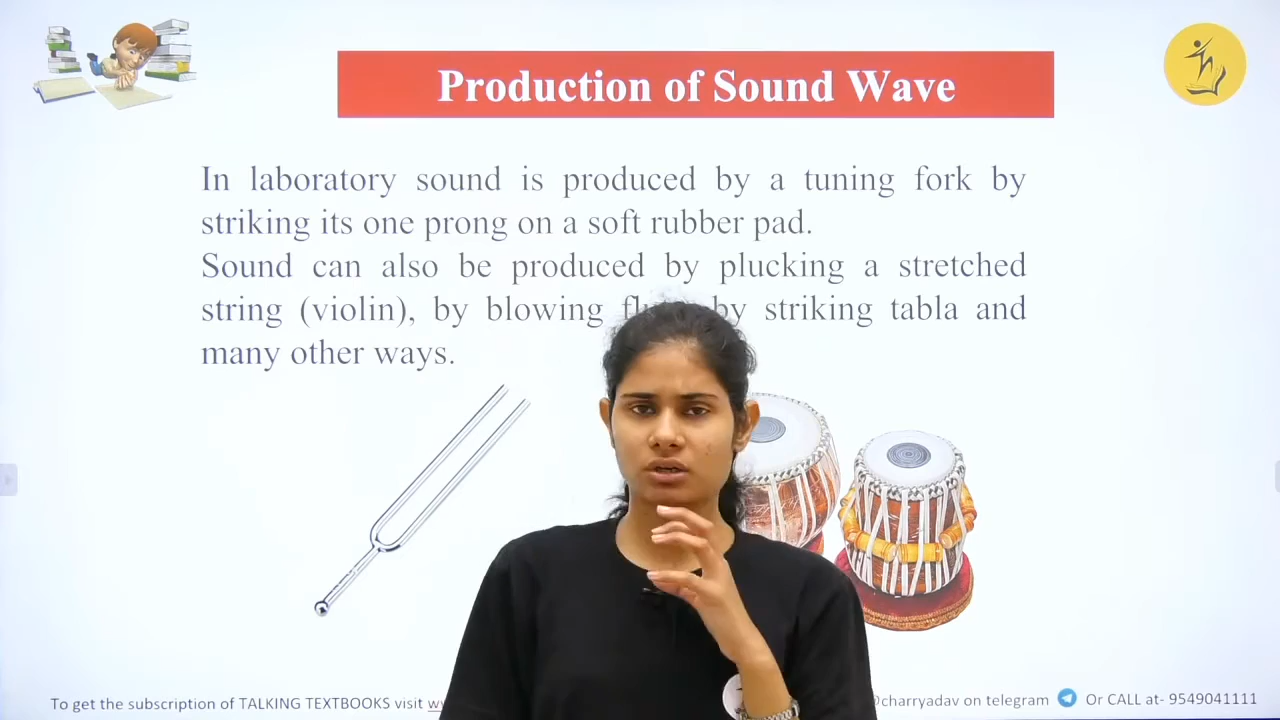 Production of Sound Wave
In laboratory sound is produced by a tuning fork by
striking its one prong on a soft rubber pad.
Sound can also be produced by plucking a stretched
string (violin), by blowing by striking tabla and
many other ways.
To get the subscription of TALKING TEXTBOOKS visit @charryadav on telegram Or CALL at- 9549041111